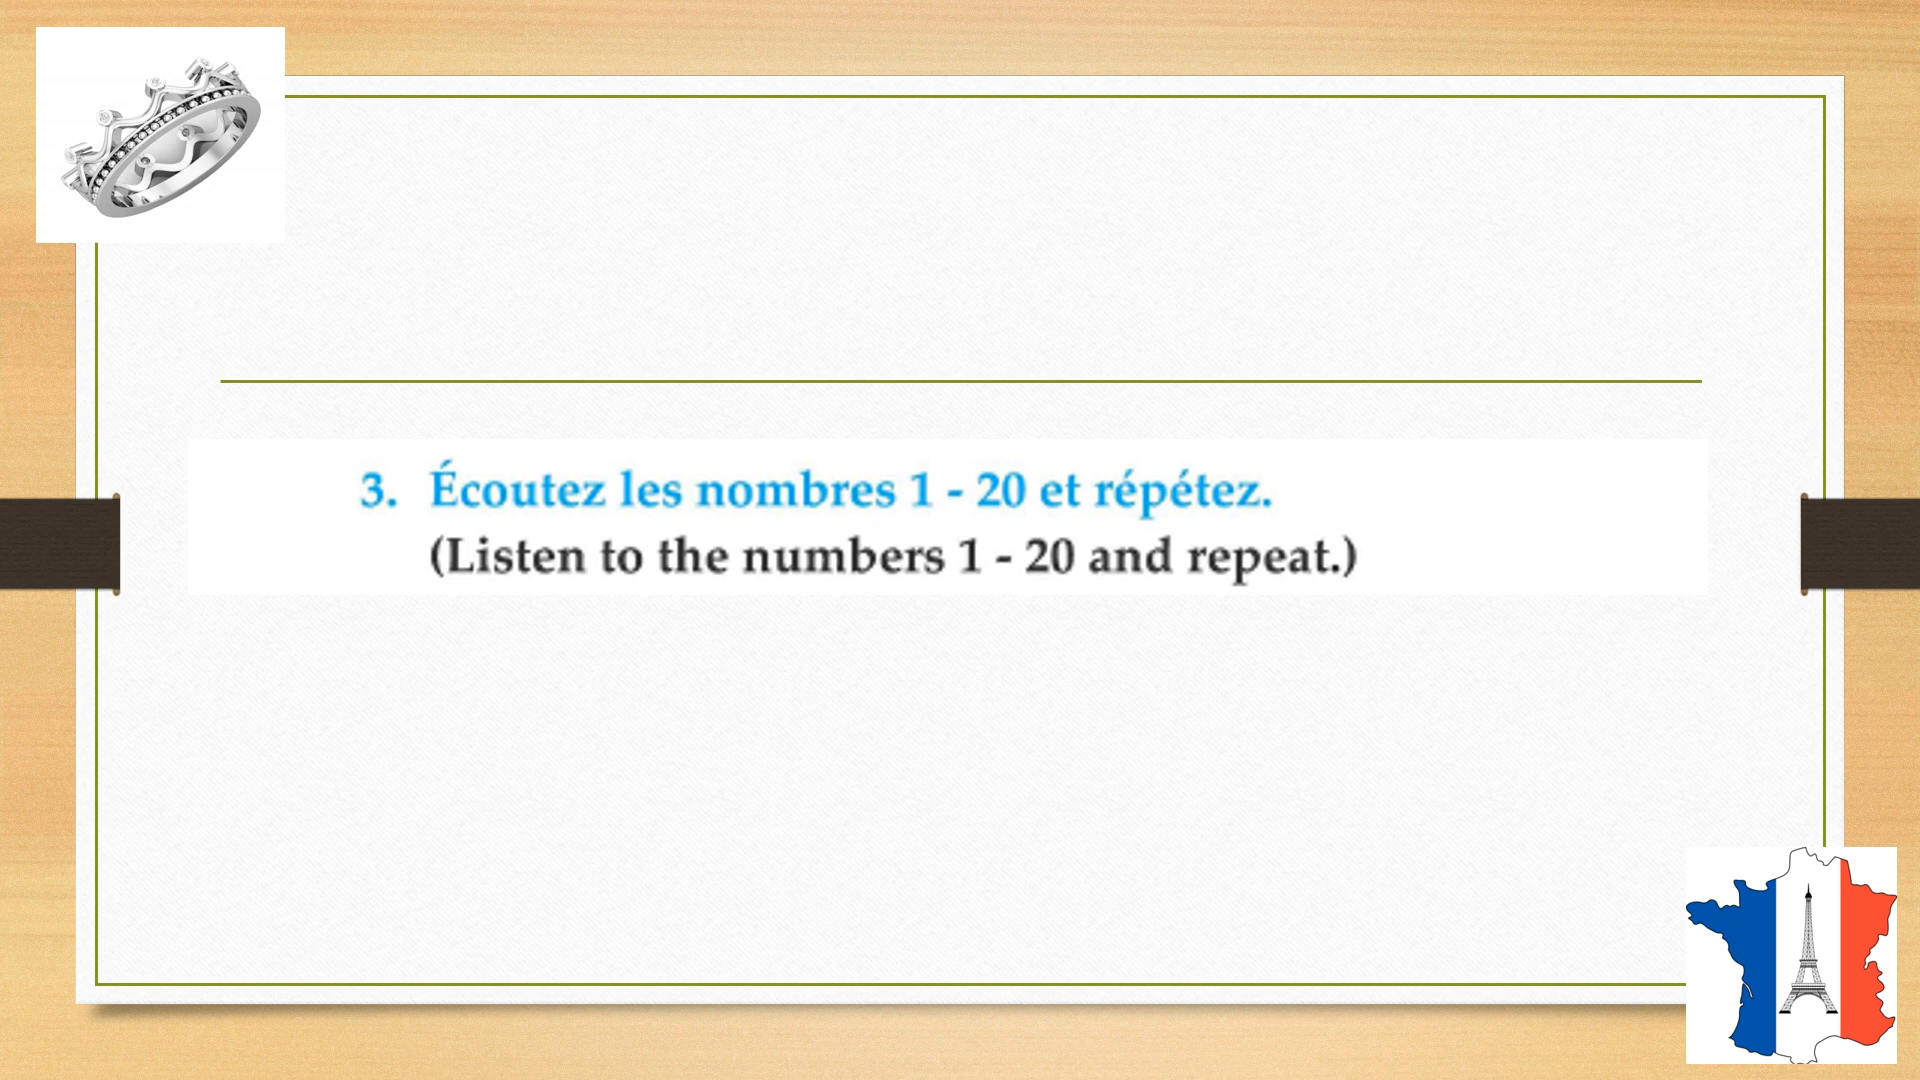 3. Écoutez les nombres 1 - 20 et répétez.
(Listen to the numbers 1 - 20 and repeat.)